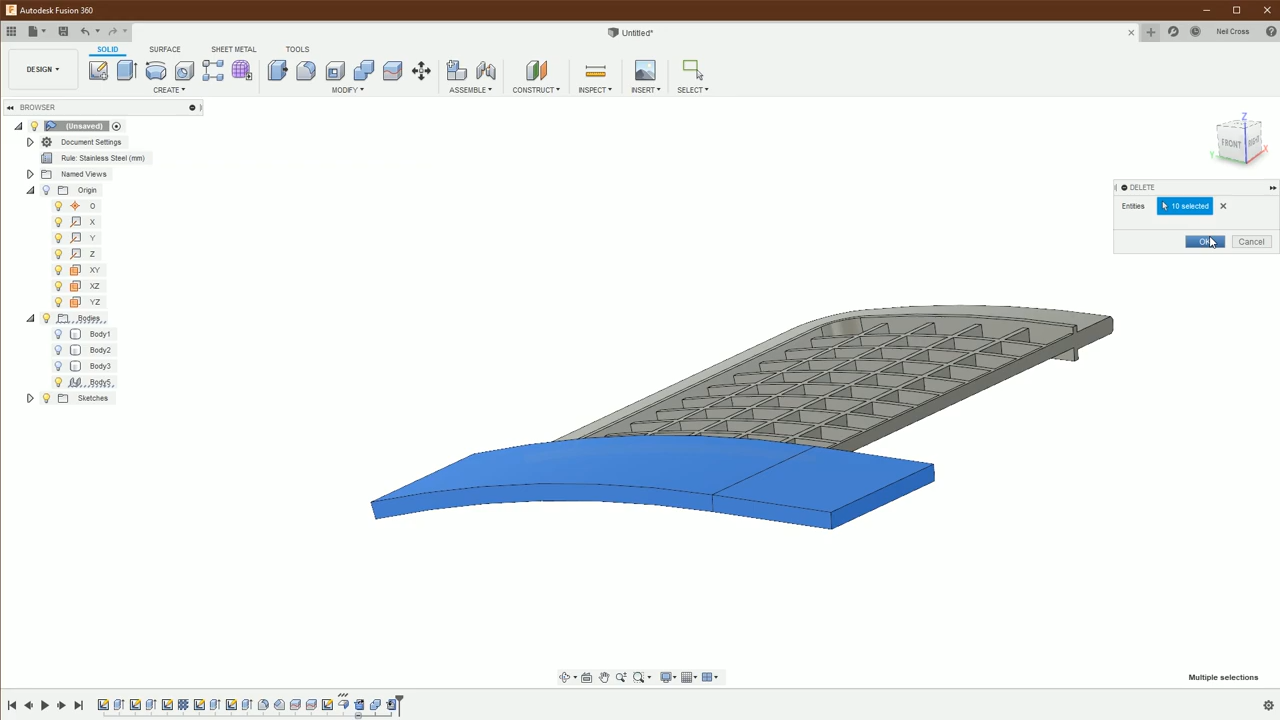 Autodesk Fusion 360
Untitled*
Neil Cross
SOLID SURFACE SHEET METAL TOOLS
DESIGN
CREATE MODIFY ASSEMBLE CONSTRUCT INSPECT INSERT SELECT
BROWSER
(Unsaved)
Document Settings
Rule: Stainless Steel (mm)
Named Views
Origin
O
X
Y
Z
XY
XZ
YZ
Bodies
Body1
Body2
Body3
Body5
Sketches
Z
FRONT RIGHT
Y X
DELETE
Entities 10 selected
OK Cancel
Multiple selections